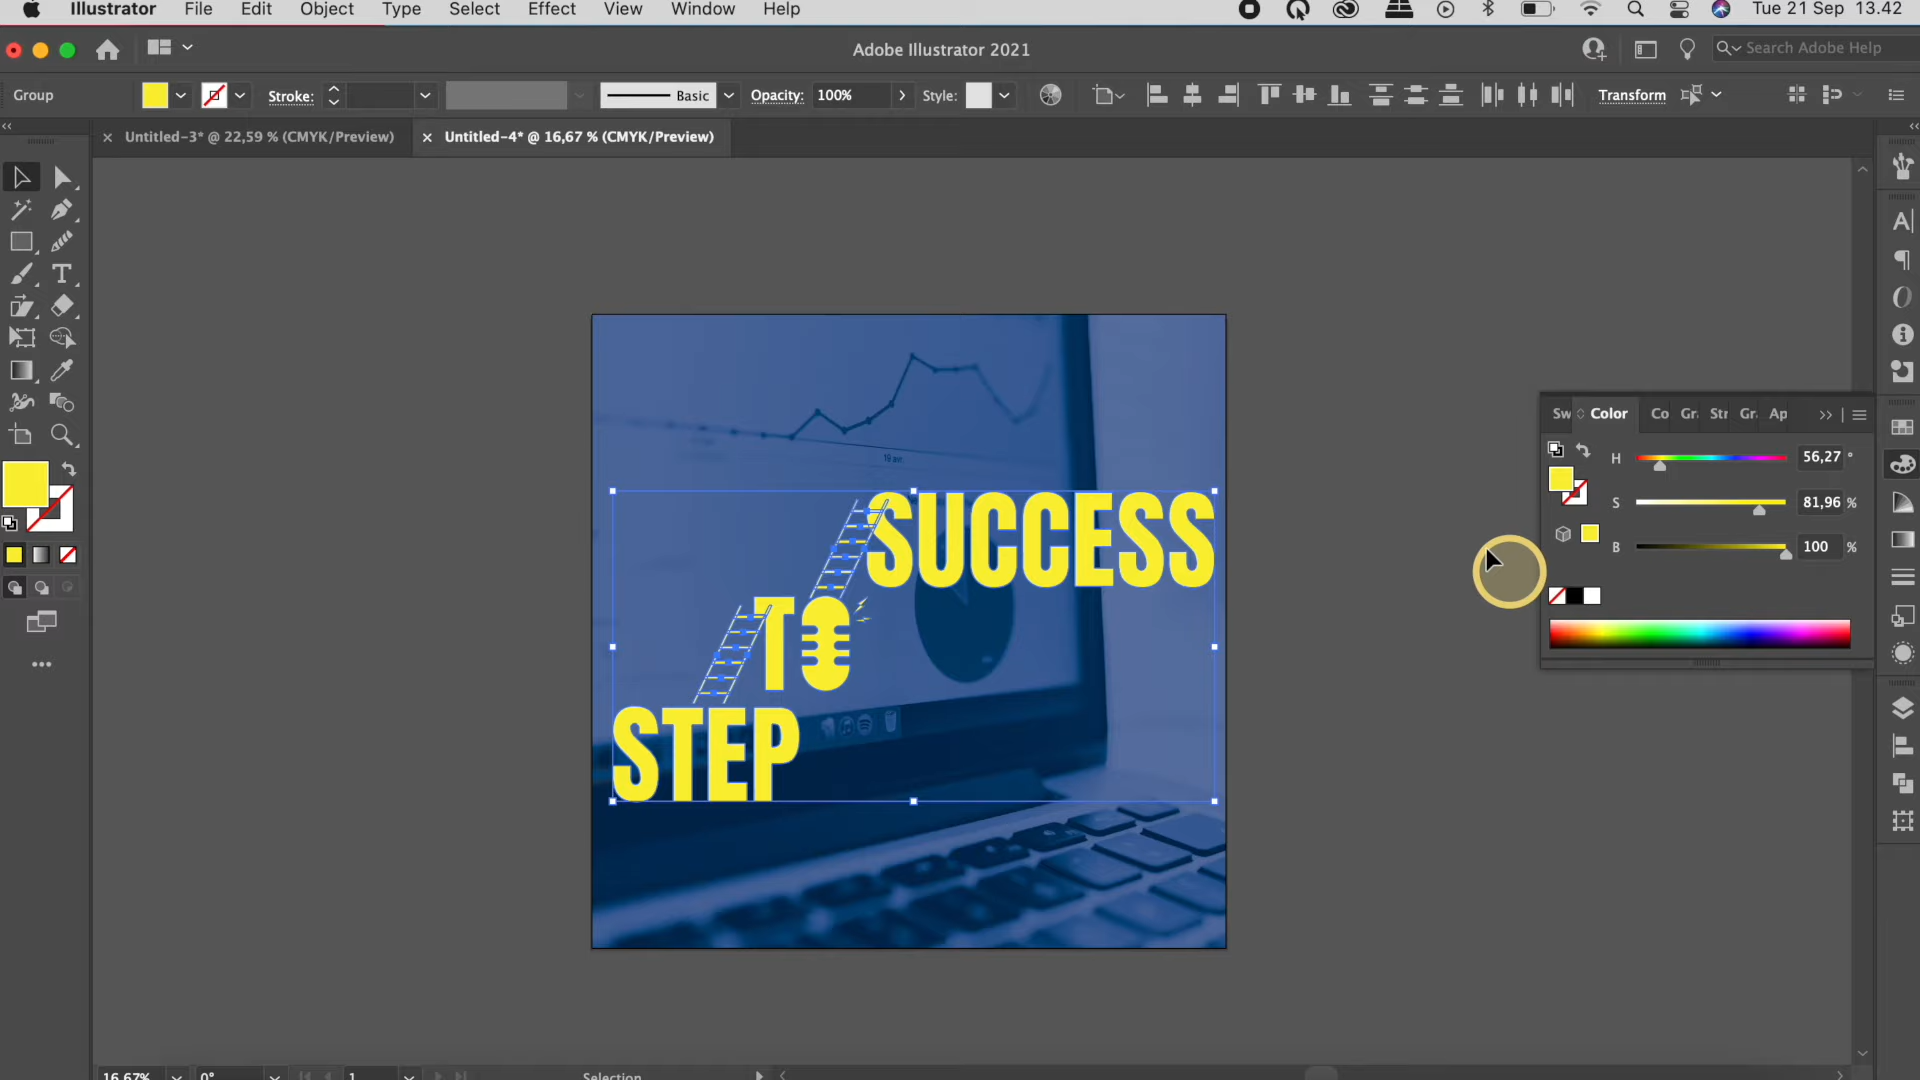 Illustrator File Edit Object Type Select Effect View Window Help Tue 21 Sep 13.42
Adobe Illustrator 2021
Search Adobe Help
Group Stroke: Basic Opacity: 100% Style: Transform
Untitled-3* @ 22,59 % (CMYK/Preview) Untitled-4* @ 16,67 % (CMYK/Preview)
Sw Color Co Gr Str Gr Ap
H 56,27 °
S 81,96 %
B 100 %
19 авг
SUCCESS
TO
STEP
16,67% 0° 1 Selection